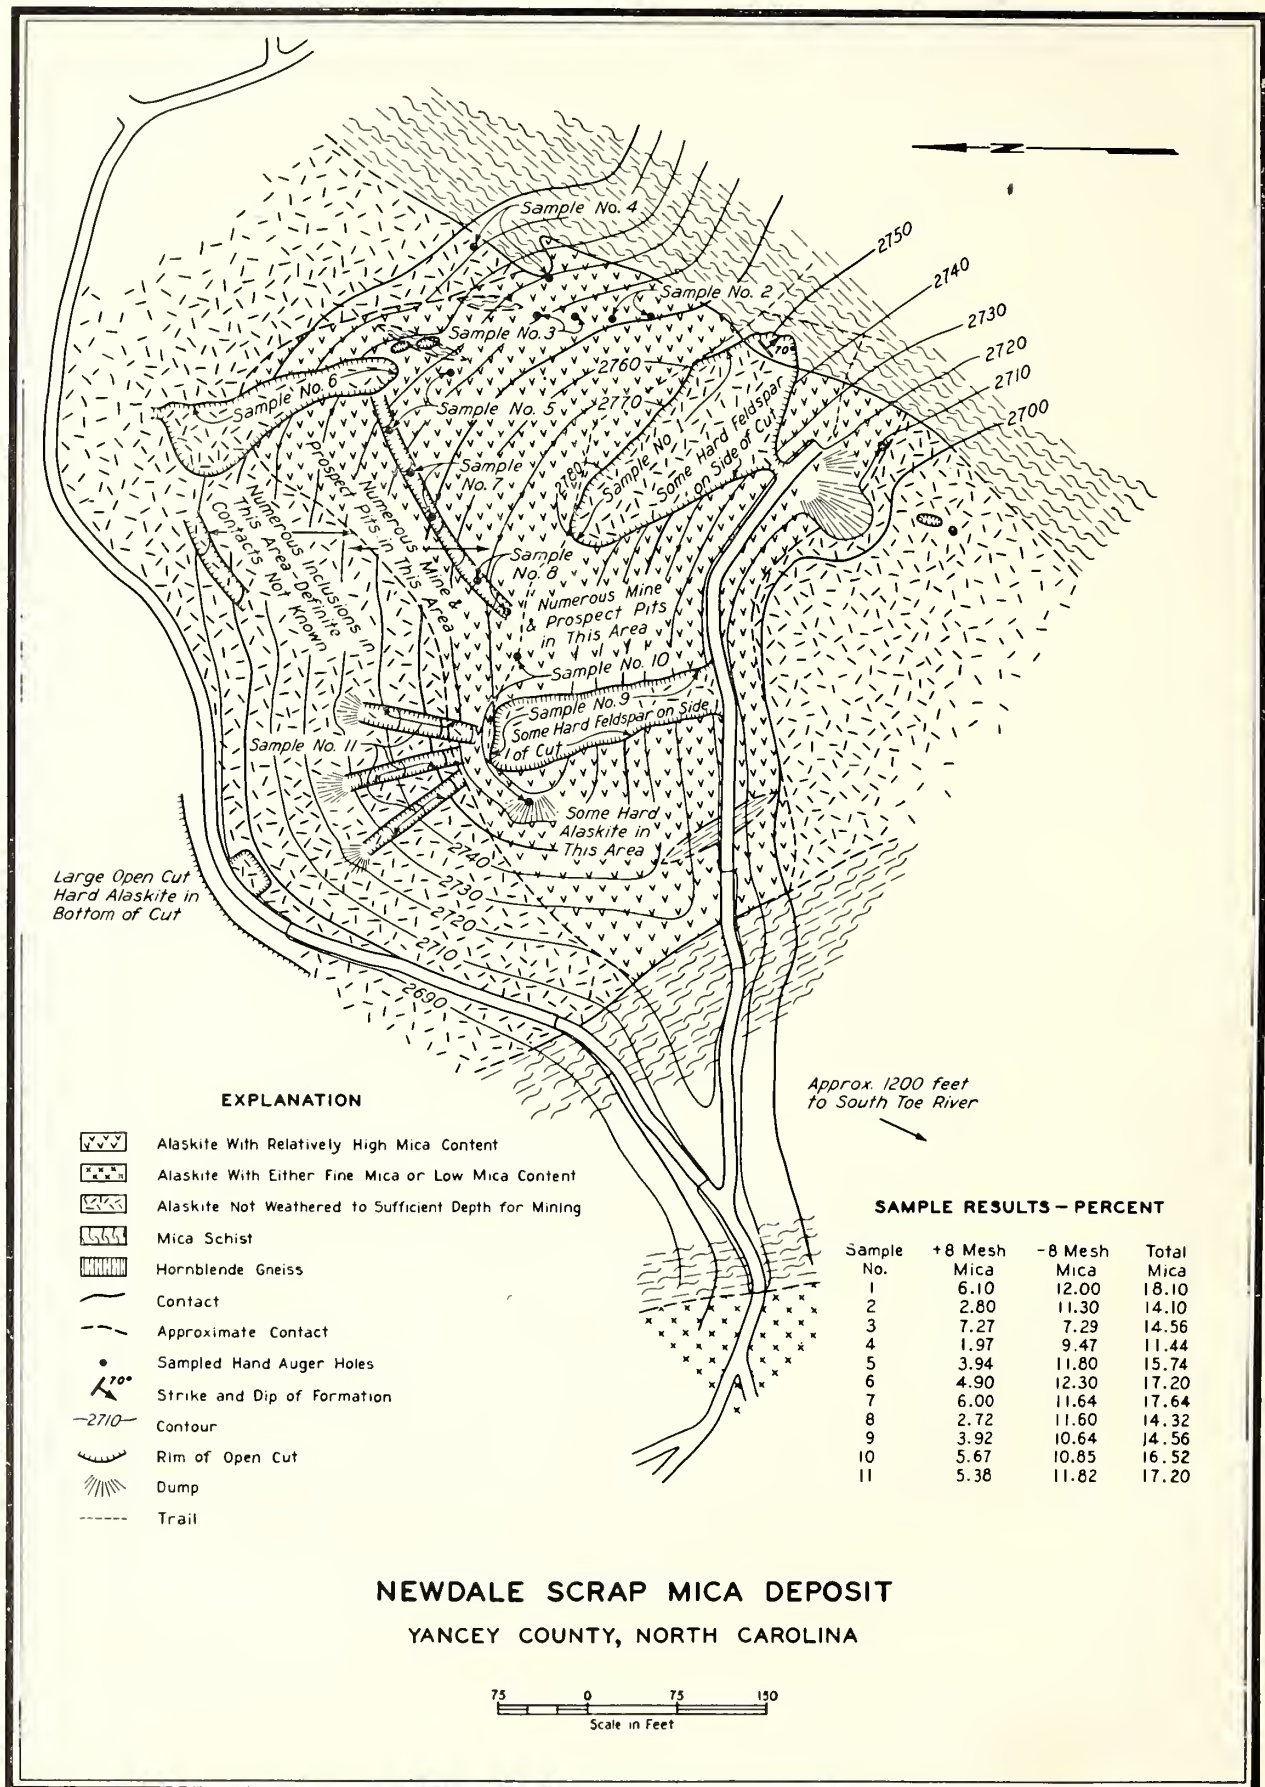 N
Sample No. 4
2750
2740
Sample No. 2
2730
Sample No. 3
2720
70°
2760
2710
Sample No. 6
2770
2700
Sample No. 5
Sample No. 1
Some Hard Feldspar
on Side of Cut
Sample
No. 7
2780
Numerous Mine &
Prospect Pits in This Area
Numerous Inclusions in
This Area Definite
Contacts Not Known
Sample
No. 8
Numerous Mine
& Prospect Pits
in This Area
Sample No. 10
Sample No. 9
Some Hard Feldspar on Side
of Cut
Sample No. 11
Some Hard
Alaskite in
This Area
2740
2730
2720
2710
2690
Large Open Cut
Hard Alaskite in
Bottom of Cut
Approx. 1200 feet
to South Toe River
EXPLANATION
Alaskite With Relatively High Mica Content
Alaskite With Either Fine Mica or Low Mica Content
Alaskite Not Weathered to Sufficient Depth for Mining
Mica Schist
Hornblende Gneiss
Contact
Approximate Contact
Sampled Hand Auger Holes
70° Strike and Dip of Formation
2710 Contour
Rim of Open Cut
Dump
Trail
SAMPLE RESULTS – PERCENT
Sample +8 Mesh -8 Mesh Total
No. Mica Mica Mica
1 6.10 12.00 18.10
2 2.80 11.30 14.10
3 7.27 7.29 14.56
4 1.97 9.47 11.44
5 3.94 11.80 15.74
6 4.90 12.30 17.20
7 6.00 11.64 17.64
8 2.72 11.60 14.32
9 3.92 10.64 14.56
10 5.67 10.85 16.52
11 5.38 11.82 17.20
NEWDALE SCRAP MICA DEPOSIT
YANCEY COUNTY, NORTH CAROLINA
75 0 75 150
Scale in Feet